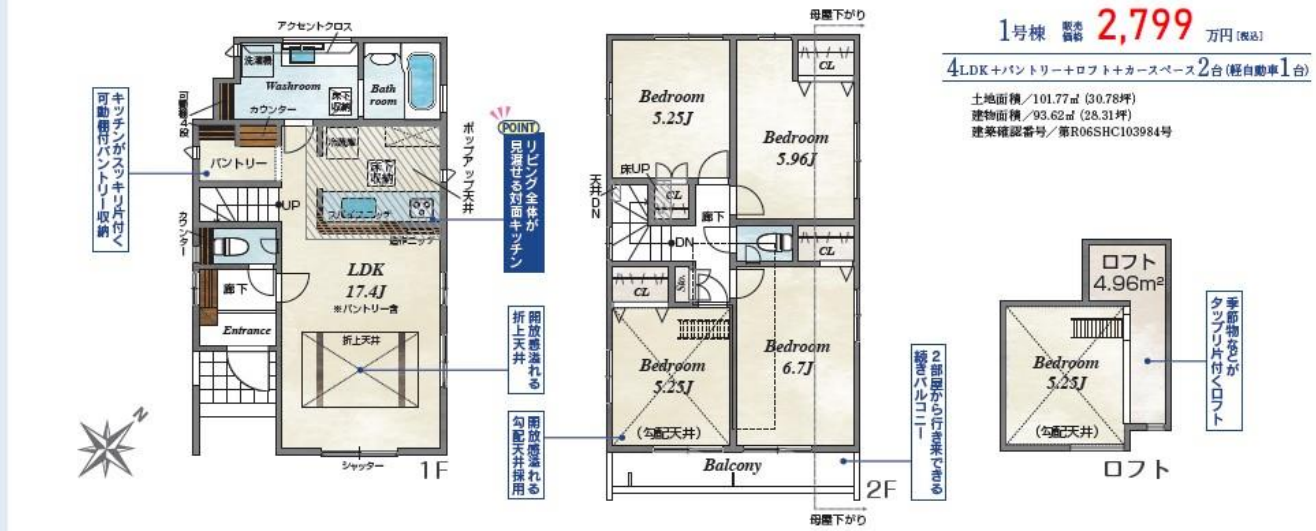 1号棟 販売価格 2,799 万円 [税込]
4LDK+パントリー+ロフト+カースペース2台(軽自動車1台)
土地面積/101.77㎡ (30.78坪)
建物面積/93.62㎡ (28.31坪)
建築確認番号/第R06SHC103984号
アクセントクロス
洗濯機
Washroom
床下収納
Bath room
可動棚4段
カウンター
パントリー
冷蔵庫
床下収納
ポップアップ天井
キッチンがスッキリ片付く
可動棚付パントリー収納
POINT
リビング全体が
見渡せる対面キッチン
UP
スパイスニッチ
造作ニッチ
カウンター
LDK
17.4J
※パントリー含
廊下
Entrance
折上天井
開放感溢れる
折上天井
シャッター
1F
N
母屋下がり
Bedroom
5.25J
CL
Bedroom
5.96J
床UP
天井DN
CL
廊下
DN
CL
CL
Sto.
Bedroom
5.25J
(勾配天井)
Bedroom
6.7J
開放感溢れる
勾配天井採用
Balcony
2F
2部屋から行き来できる
続きバルコニー
母屋下がり
ロフト
4.96m²
Bedroom
5.25J
(勾配天井)
季節物などが
タップリ片付くロフト
ロフト